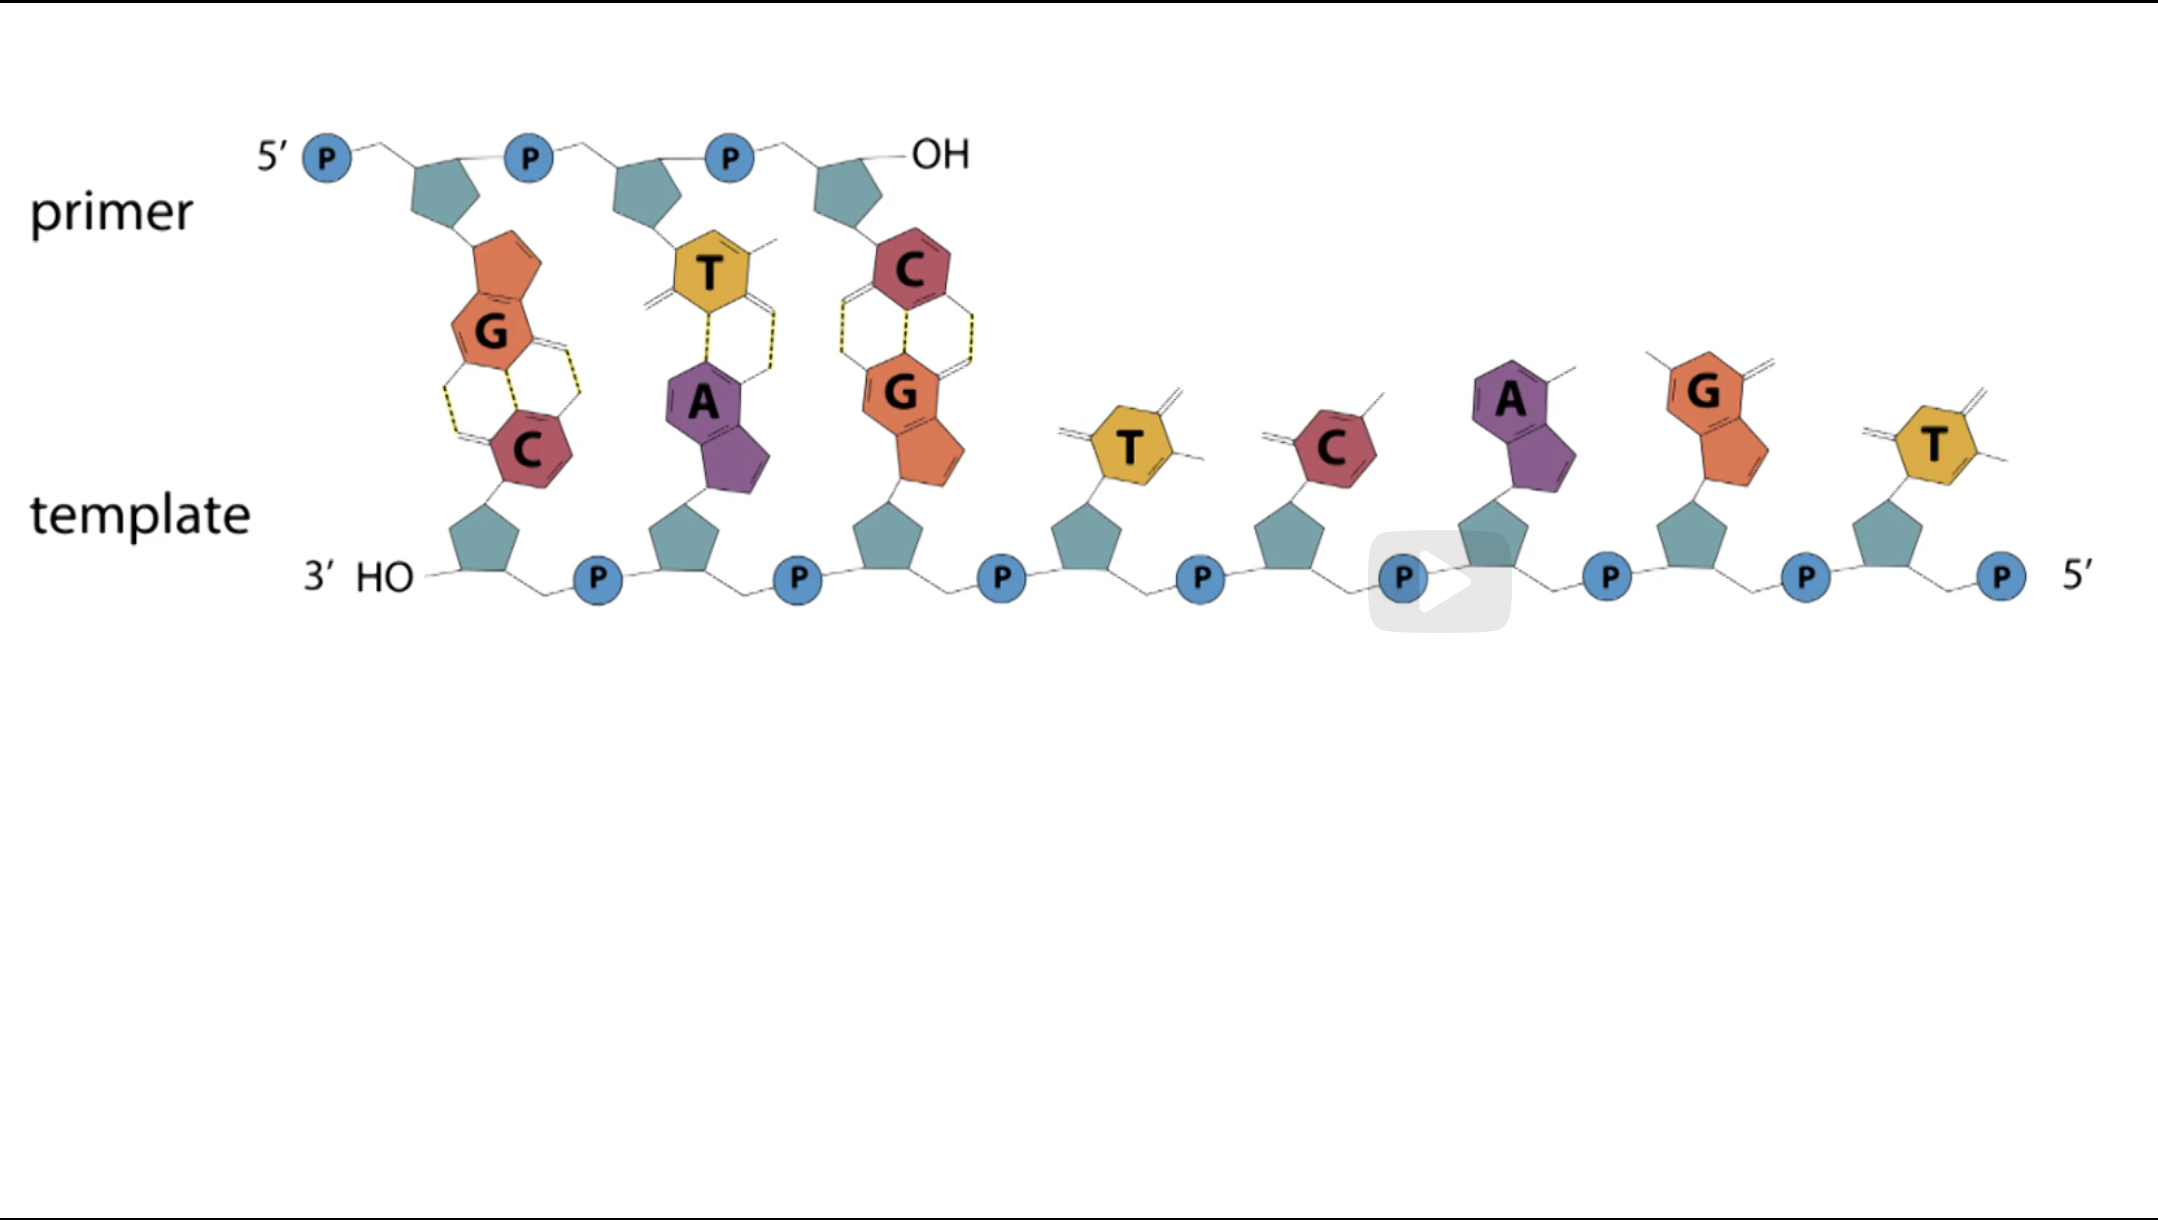 5′ P P P OH
primer
T C
G
A G A G
T C T
C
template
3′ HO P P P P P P P P 5′